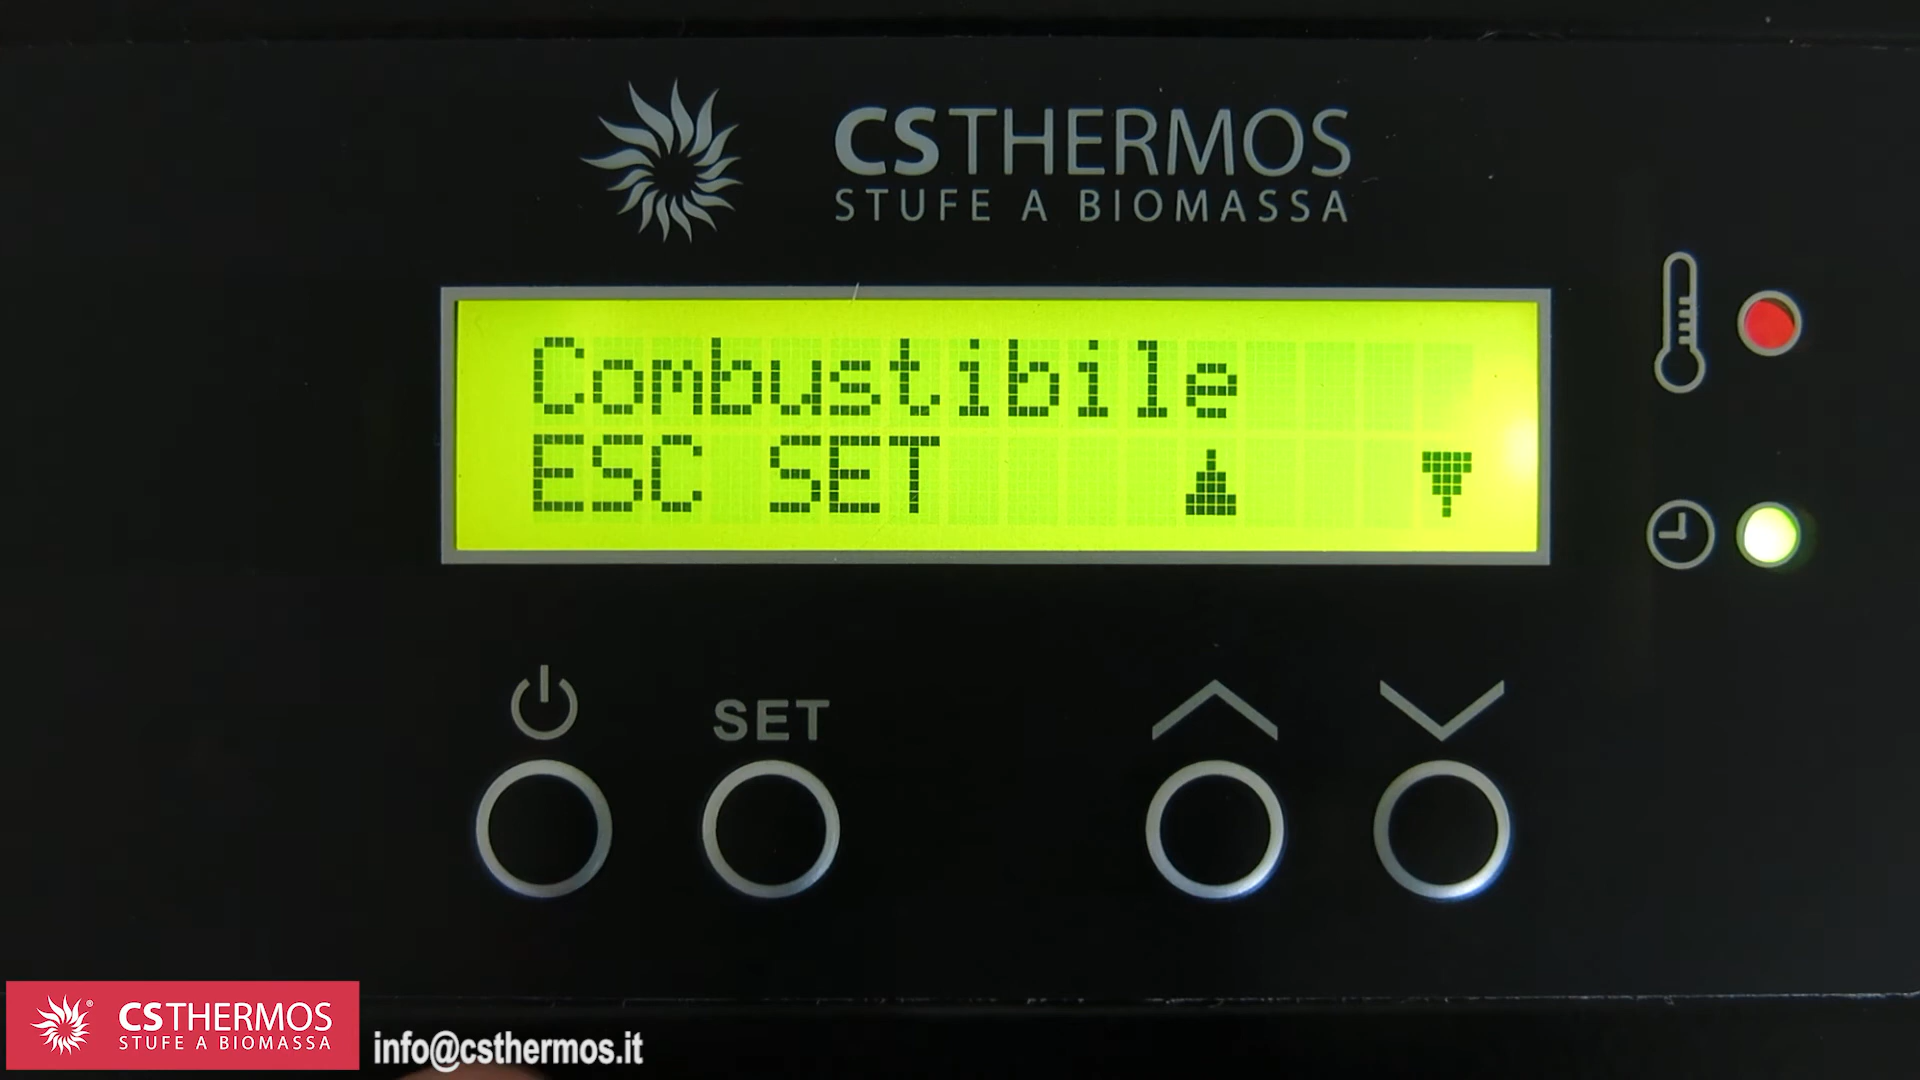 CSTHERMOS
STUFE A BIOMASSA
Combustibile
ESC SET
SET
CSTHERMOS
STUFE A BIOMASSA
info@csthermos.it